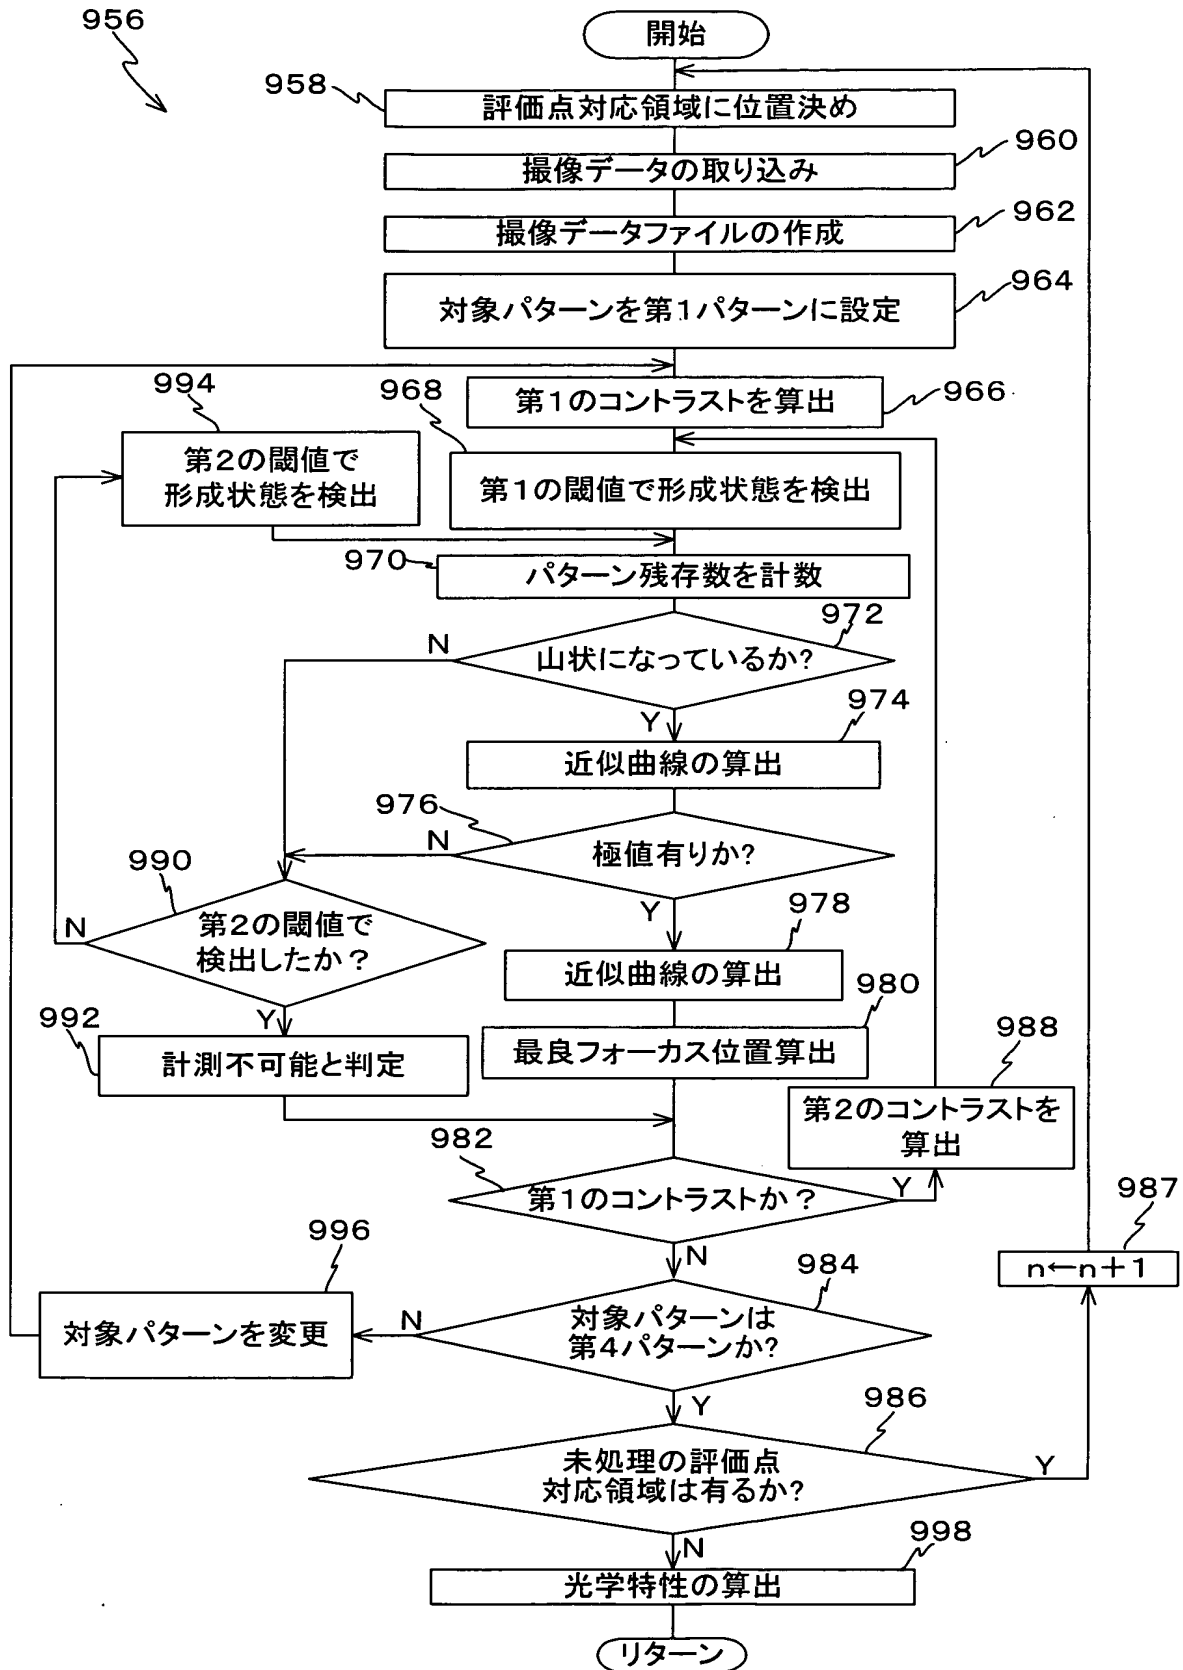 956
開始
958
評価点対応領域に位置決め
960
撮像データの取り込み
962
撮像データファイルの作成
964
対象パターンを第1パターンに設定
966
第1のコントラストを算出
994
第2の閾値で
形成状態を検出
968
第1の閾値で形成状態を検出
970
パターン残存数を計数
972
山状になっているか?
N
Y
974
近似曲線の算出
976
極値有りか?
N
Y
990
第2の閾値で
検出したか?
N
Y
978
近似曲線の算出
980
最良フォーカス位置算出
992
計測不可能と判定
988
第2のコントラストを
算出
982
第1のコントラストか?
Y
N
987
n←n+1
996
対象パターンを変更
984
対象パターンは
第4パターンか?
N
Y
986
未処理の評価点
対応領域は有るか?
Y
N
998
光学特性の算出
リターン